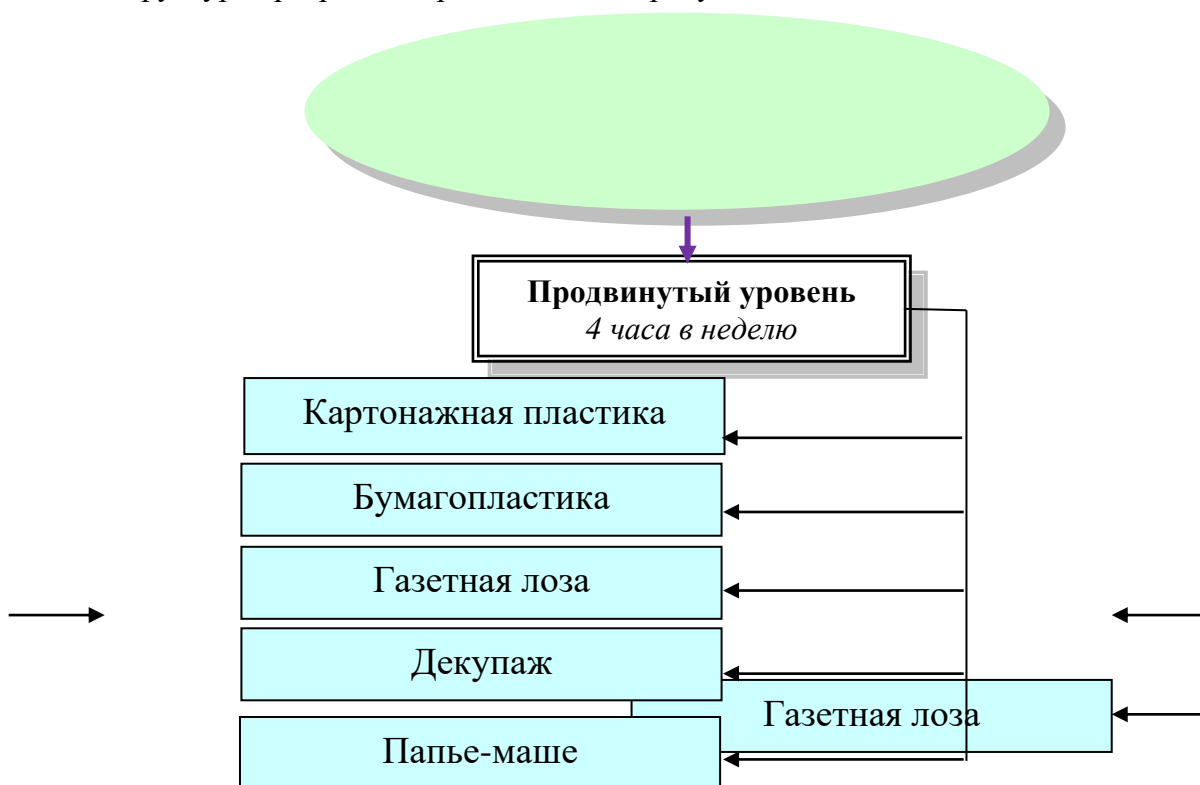 Продвинутый уровень
4 часа в неделю
Картонажная пластика
Бумагопластика
Газетная лоза
Декупаж
Газетная лоза
Папье-маше